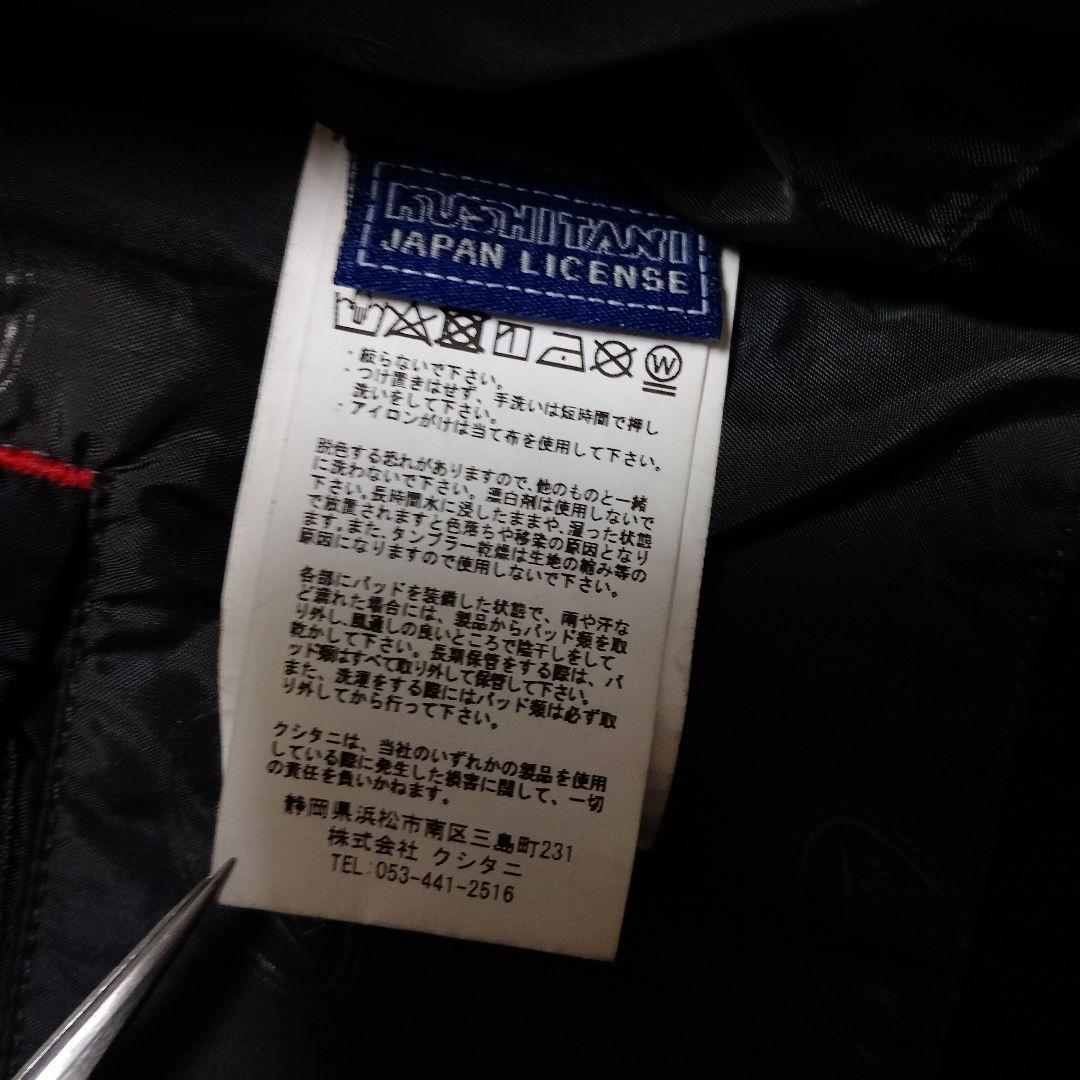 KUSHITANI
JAPAN LICENSE
W
・絞らないで下さい。
・つけ置きはせず、手洗いは短時間で押し
洗いをして下さい。
・アイロンがけは当て布を使用して下さい。
脱色する恐れがありますので、他のものと一緒
に洗わないで下さい。漂白剤は使用しないで
下さい。長時間水に浸したままや、湿った状態
で放置されますと色落ちや移染の原因となり
ます。また、タンブラー乾燥は生地の縮み等の
原因になりますので使用しないで下さい。
各部にパッドを装備した状態で、雨や汗な
ど濡れた場合には、製品からパッド類を取
り外し、風通しの良いところで陰干しをして
乾かして下さい。長期保管をする際は、パ
ッド類はすべて取り外して保管して下さい。
また、洗濯をする際にはパッド類は必ず取
り外してから行って下さい。
クシタニは、当社のいずれかの製品を使用
している際に発生した損害に関して、一切
の責任を負いかねます。
静岡県浜松市南区三島町231
株式会社 クシタニ
TEL:053-441-2516